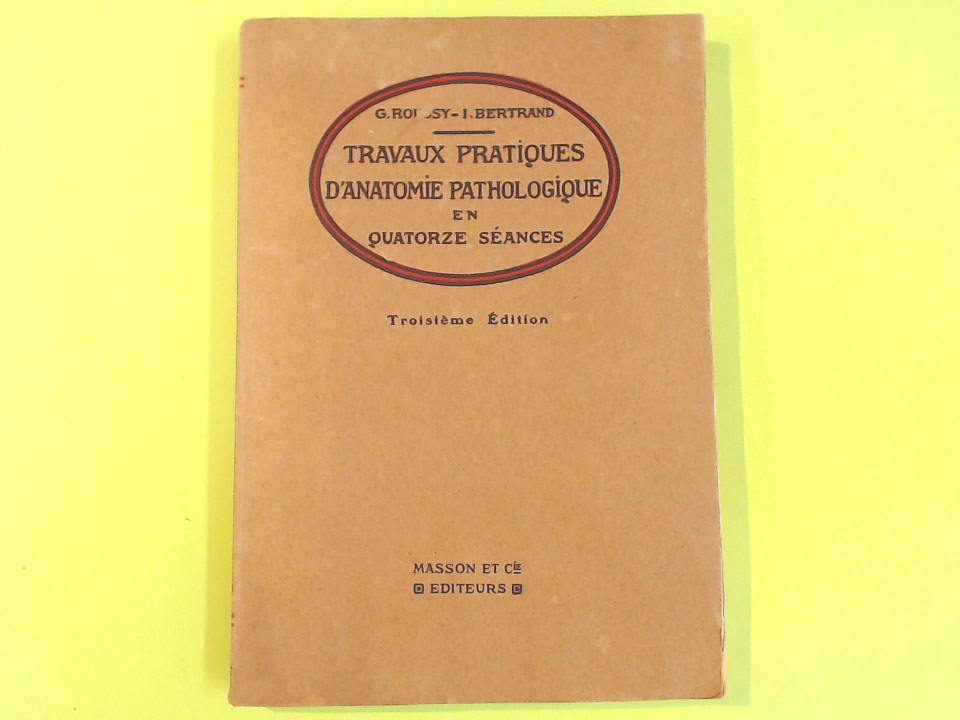 G. ROUSSY-I. BERTRAND
TRAVAUX PRATIQUES
D'ANATOMIE PATHOLOGIQUE
EN
QUATORZE SÉANCES
Troisième Édition
MASSON ET Cie
EDITEURS